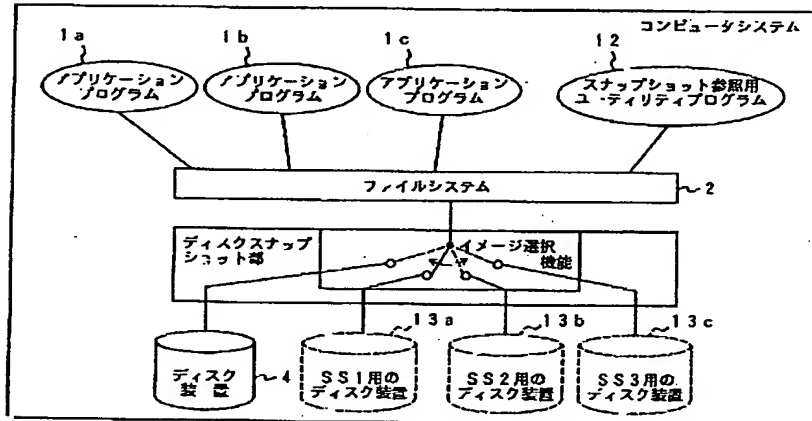 コンピュータシステム
1a
1b
1c
12
アプリケーション
プログラム
アプリケーション
プログラム
アプリケーション
プログラム
スナップショット参照用
ユーティリティプログラム
ファイルシステム
2
ディスクスナップ
ショット部
イメージ選択
機能
13a
13b
13c
ディスク
装置
4
SS1用の
ディスク装置
SS2用の
ディスク装置
SS3用の
ディスク装置